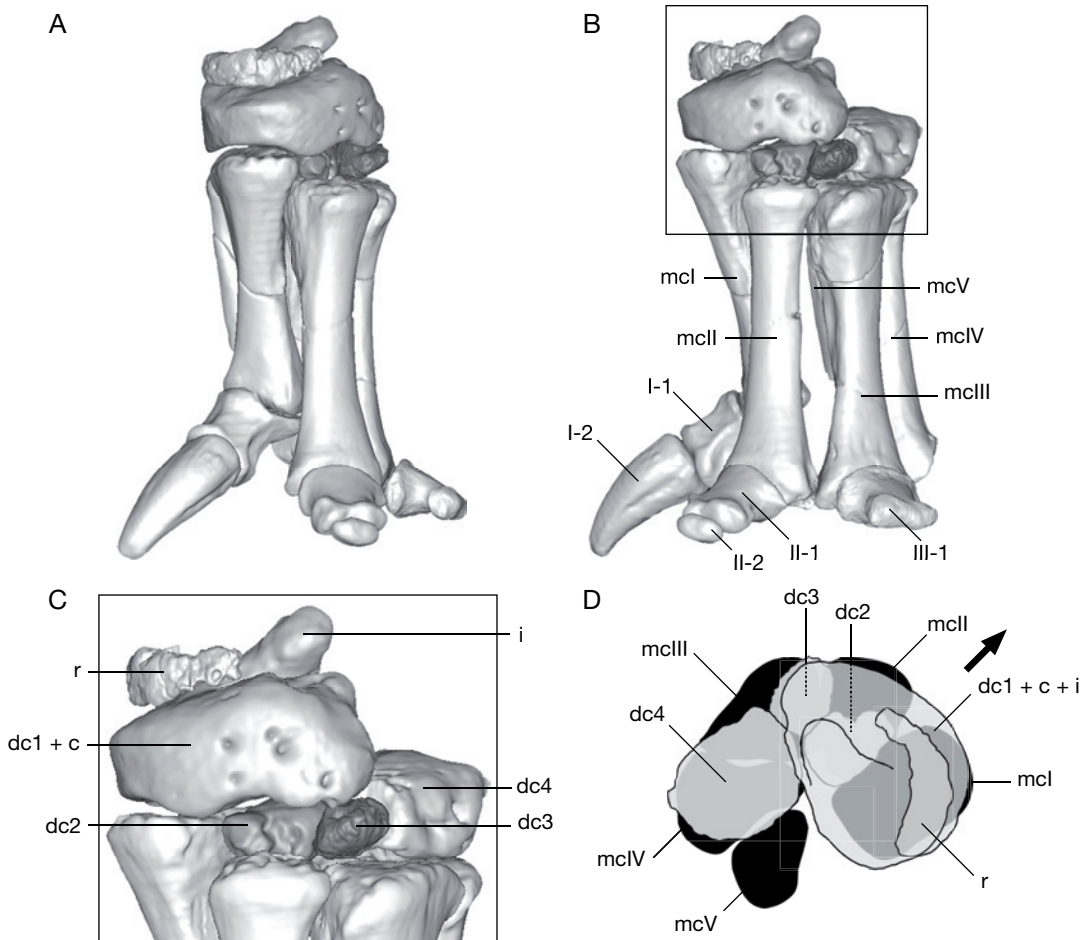 A
B
mcI
mcV
mcII
mcIV
I-1
mcIII
I-2
II-2
II-1
III-1
C
D
i
r
dc1 + c
dc4
dc2
dc3
dc3
dc2
mcII
mcIII
dc1 + c + i
dc4
mcI
mcIV
r
mcV